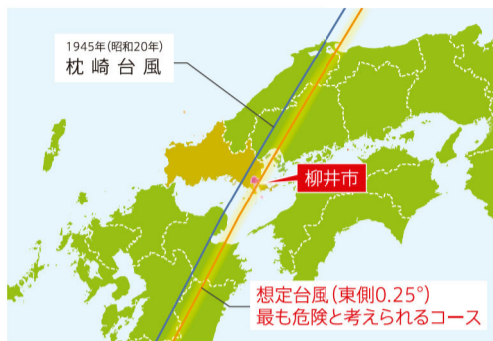 1945年(昭和20年)
枕崎台風
柳井市
想定台風(東側0.25°)
最も危険と考えられるコース